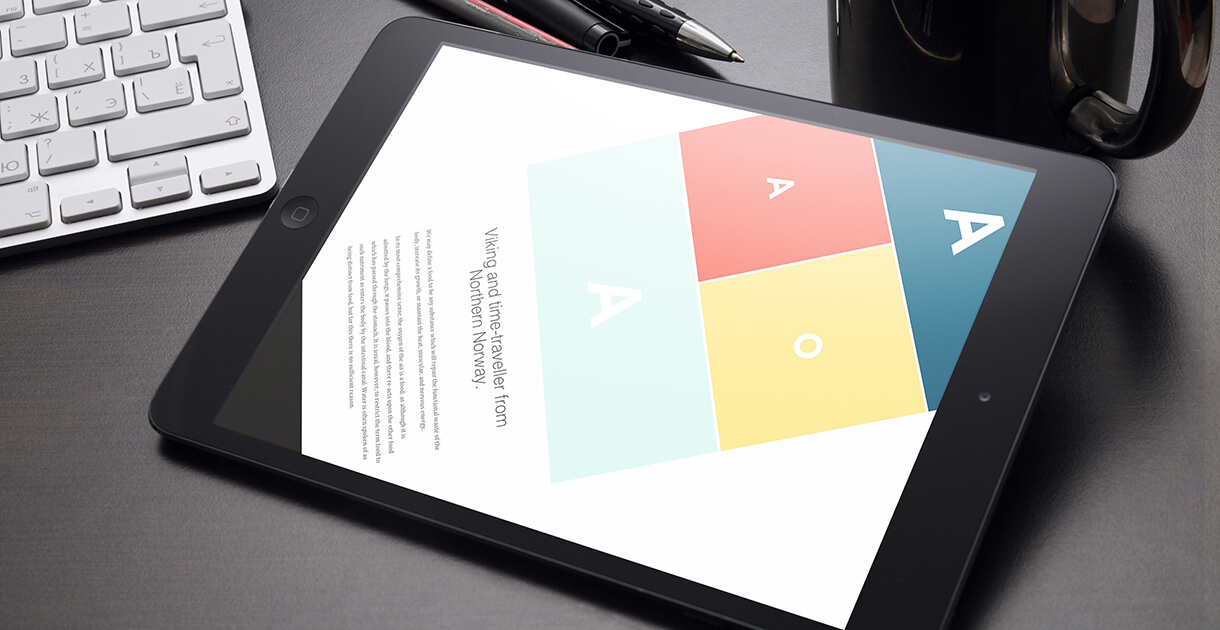 A
A
A
O
Viking and time-traveller from
Northern Norway.
We may define a food to be any substance which will repair the functional waste of the
body, increase its growth, or maintain the heat, muscular, and nervous energy.
In its most comprehensive sense, the oxygen of the air is a food; as although it is
admitted by the lungs, it passes into the blood, and there re-acts upon the other food
which has passed through the stomach. It is usual, however, to restrict the term food to
such nutriment as enters the body by the intestinal canal. Water is often spoken of as
being distinct from food, but for this there is no sufficient reason.
- +
З { [ Х } ] Ъ
: ; Ж " ' Э | \ Ё
Ю ? /
alt